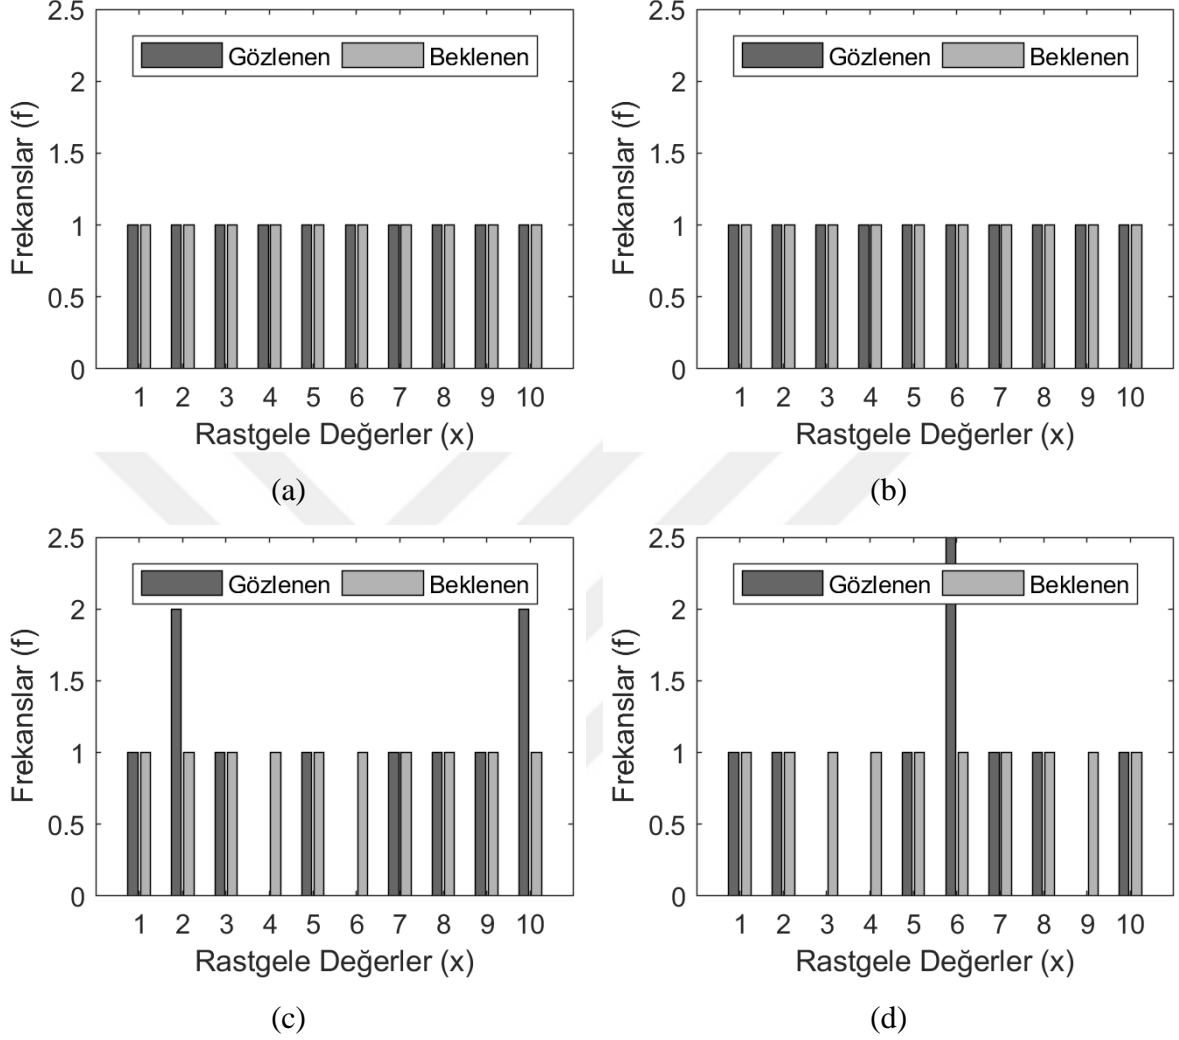 2.5
2
1.5
1
0.5
0
Frekanslar (f)
Gözlenen Beklenen
1 2 3 4 5 6 7 8 9 10
Rastgele Değerler (x)
(a)
2.5
2
1.5
1
0.5
0
Frekanslar (f)
Gözlenen Beklenen
1 2 3 4 5 6 7 8 9 10
Rastgele Değerler (x)
(b)
2.5
2
1.5
1
0.5
0
Frekanslar (f)
Gözlenen Beklenen
1 2 3 4 5 6 7 8 9 10
Rastgele Değerler (x)
(c)
2.5
2
1.5
1
0.5
0
Frekanslar (f)
Gözlenen Beklenen
1 2 3 4 5 6 7 8 9 10
Rastgele Değerler (x)
(d)